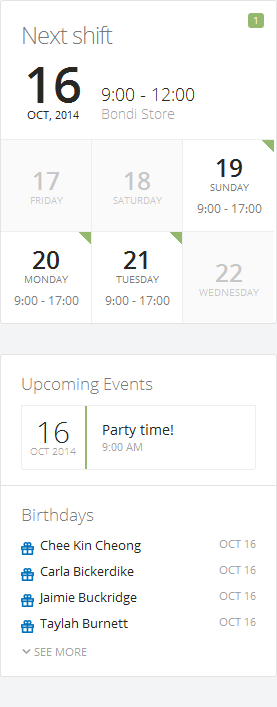 Next shift
1
16
OCT, 2014
9:00 - 12:00
Bondi Store
17
FRIDAY
18
SATURDAY
19
SUNDAY
9:00 - 17:00
20
MONDAY
9:00 - 17:00
21
TUESDAY
9:00 - 17:00
22
WEDNESDAY
Upcoming Events
16
OCT 2014
Party time!
9:00 AM
Birthdays
Chee Kin Cheong OCT 16
Carla Bickerdike OCT 16
Jaimie Buckridge OCT 16
Taylah Burnett OCT 16
SEE MORE